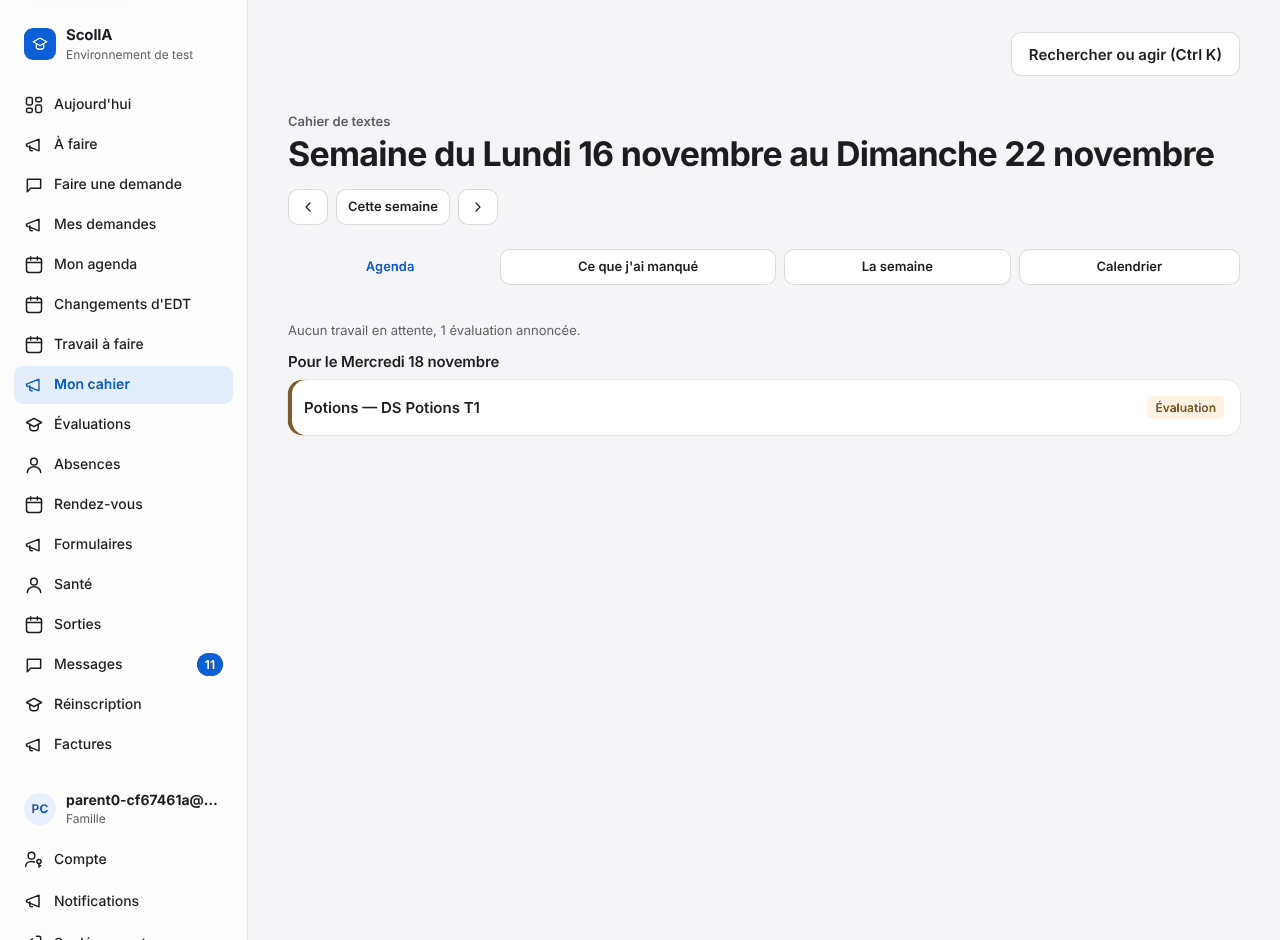 ScolIA
Environnement de test
Aujourd'hui
À faire
Faire une demande
Mes demandes
Mon agenda
Changements d'EDT
Travail à faire
Mon cahier
Évaluations
Absences
Rendez-vous
Formulaires
Santé
Sorties
Messages 11
Réinscription
Factures
PC parent0-cf67461a@...
Famille
Compte
Notifications
Rechercher ou agir (Ctrl K)
Cahier de textes
Semaine du Lundi 16 novembre au Dimanche 22 novembre
Cette semaine
Agenda Ce que j'ai manqué La semaine Calendrier
Aucun travail en attente, 1 évaluation annoncée.
Pour le Mercredi 18 novembre
Potions — DS Potions T1 Évaluation